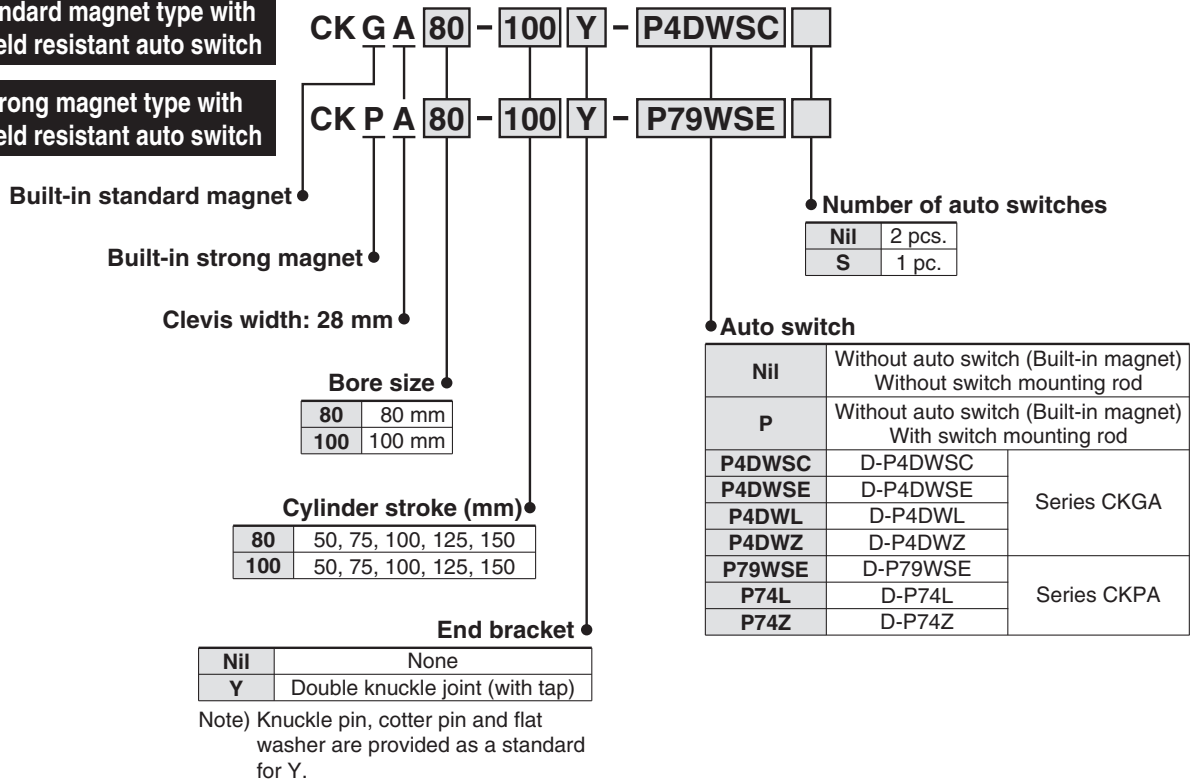 ndard magnet type with
eld resistant auto switch
CK G A 80 – 100 Y – P4DWSC
rong magnet type with
eld resistant auto switch
CK P A 80 – 100 Y – P79WSE
Built-in standard magnet
Built-in strong magnet
Clevis width: 28 mm
Bore size
80 80 mm
100 100 mm
Cylinder stroke (mm)
80 50, 75, 100, 125, 150
100 50, 75, 100, 125, 150
End bracket
Nil None
Y Double knuckle joint (with tap)
Note) Knuckle pin, cotter pin and flat
washer are provided as a standard
for Y.
Number of auto switches
Nil 2 pcs.
S 1 pc.
Auto switch
Nil Without auto switch (Built-in magnet)
Without switch mounting rod
P Without auto switch (Built-in magnet)
With switch mounting rod
P4DWSC D-P4DWSC Series CKGA
P4DWSE D-P4DWSE
P4DWL D-P4DWL
P4DWZ D-P4DWZ
P79WSE D-P79WSE Series CKPA
P74L D-P74L
P74Z D-P74Z